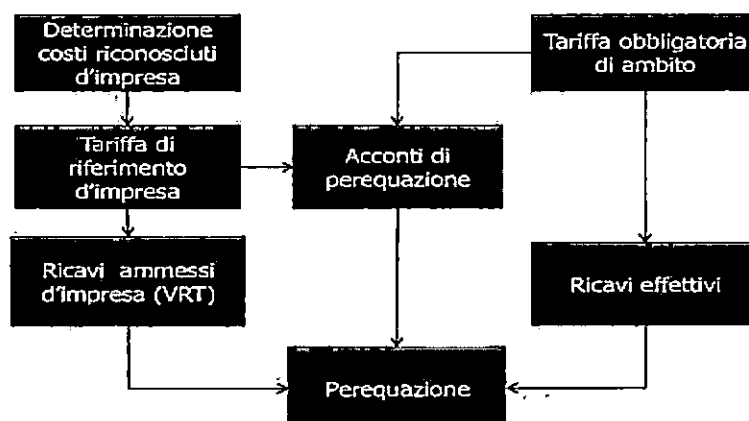 Determinazione
costi riconosciuti
d'impresa
Tariffa obbligatoria
di ambito
Tariffa di
riferimento
d'impresa
Acconti di
perequazione
Ricavi ammessi
d'impresa (VRT)
Ricavi effettivi
Perequazione